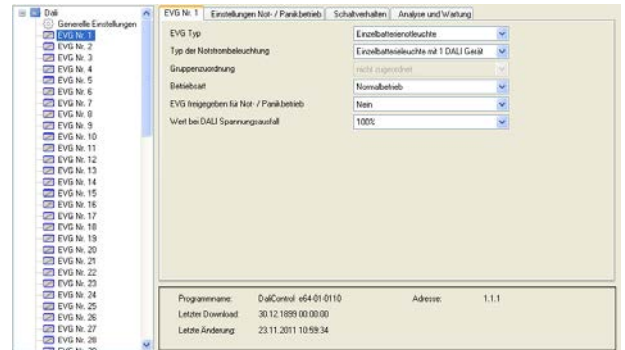 Dali
Generelle Einstellungen
EVG Nr. 1
EVG Nr. 2
EVG Nr. 3
EVG Nr. 4
EVG Nr. 5
EVG Nr. 6
EVG Nr. 7
EVG Nr. 8
EVG Nr. 9
EVG Nr. 10
EVG Nr. 11
EVG Nr. 12
EVG Nr. 13
EVG Nr. 14
EVG Nr. 15
EVG Nr. 16
EVG Nr. 17
EVG Nr. 18
EVG Nr. 19
EVG Nr. 20
EVG Nr. 21
EVG Nr. 22
EVG Nr. 23
EVG Nr. 24
EVG Nr. 25
EVG Nr. 26
EVG Nr. 27
EVG Nr. 28
EVG Nr. 1 Einstellungen Not- / Panikbetrieb Schaltverhalten Analyse und Wartung
EVG Typ Einzelbatterienotleuchte
Typ der Notstrombeleuchtung Einzelbatterieleuchte mit 1 DALI Gerät
Gruppenzuordnung nicht zugeordnet
Betriebsart Normalbetrieb
EVG freigegeben für Not- / Panikbetrieb Nein
Wert bei DALI Spannungsausfall 100%
Programmname: DaliControl e64-01-0110 Adresse: 1.1.1
Letzter Download: 30.12.1899 00:00:00
Letzte Änderung: 23.11.2011 10:59:34